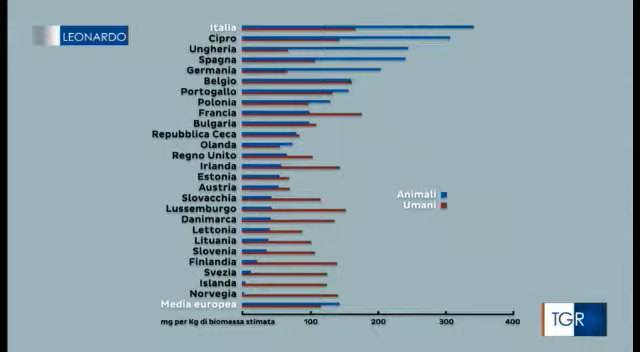 LEONARDO
Italia
Cipro
Ungheria
Spagna
Germania
Belgio
Portogallo
Polonia
Francia
Bulgaria
Repubblica Ceca
Olanda
Regno Unito
Irlanda
Estonia
Austria
Slovacchia
Lussemburgo
Danimarca
Lettonia
Lituania
Slovenia
Finlandia
Svezia
Islanda
Norvegia
Media europea
Animali
Umani
mg per Kg di biomassa stimata
100 200 300 400
TGR